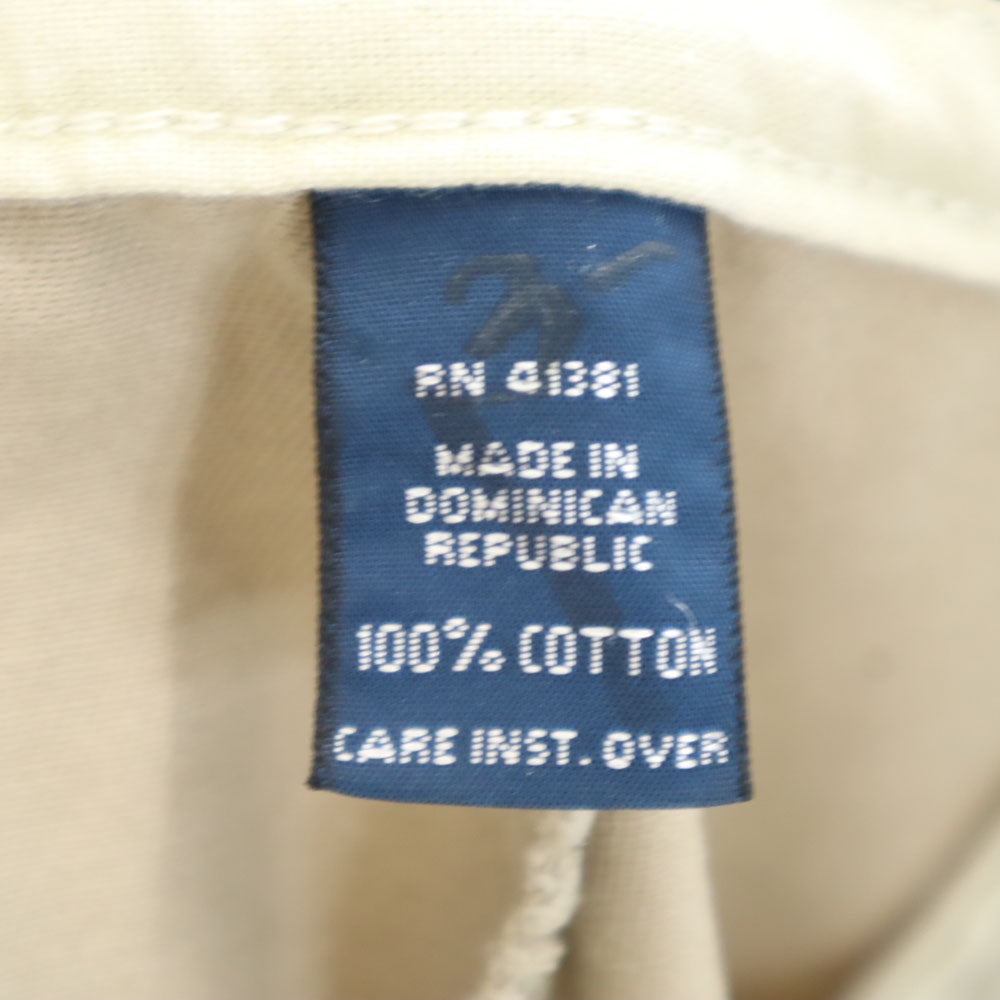 RN 41381
MADE IN
DOMINICAN
REPUBLIC
100% COTTON
CARE INST. OVER